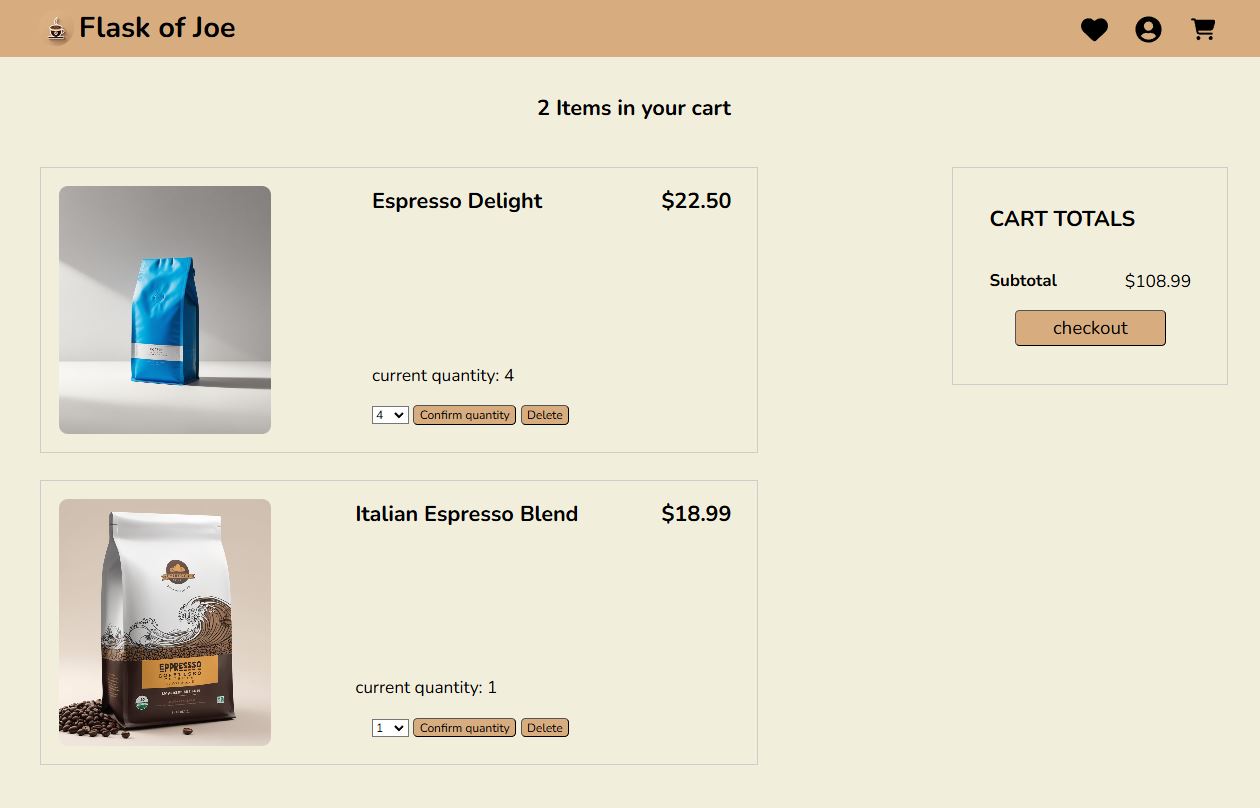 Flask of Joe
2 Items in your cart
Espresso Delight $22.50
current quantity: 4
4 Confirm quantity Delete
Italian Espresso Blend $18.99
current quantity: 1
1 Confirm quantity Delete
EPPRESSSO
CART TOTALS
Subtotal $108.99
checkout